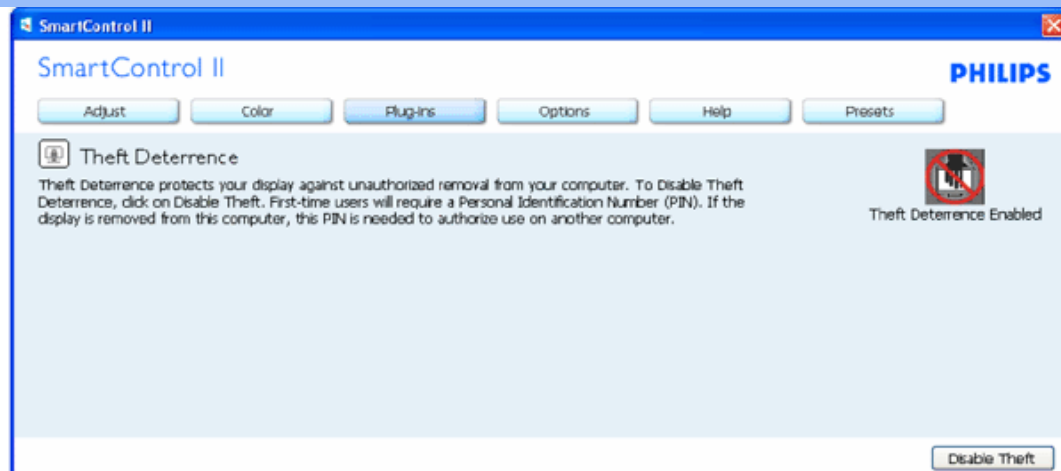 SmartControl II
SmartControl II
PHILIPS
Adjust Color Plug-Ins Options Help Presets
Theft Deterrence
Theft Deterrence protects your display against unauthorized removal from your computer. To Disable Theft
Deterrence, click on Disable Theft. First-time users will require a Personal Identification Number (PIN). If the
display is removed from this computer, this PIN is needed to authorize use on another computer.
Theft Deterrence Enabled
Disable Theft